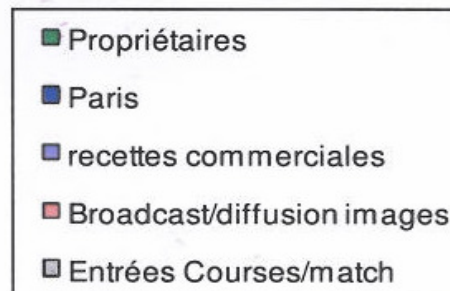 Propriétaires
Paris
recettes commerciales
Broadcast/diffusion images
Entrées Courses/match